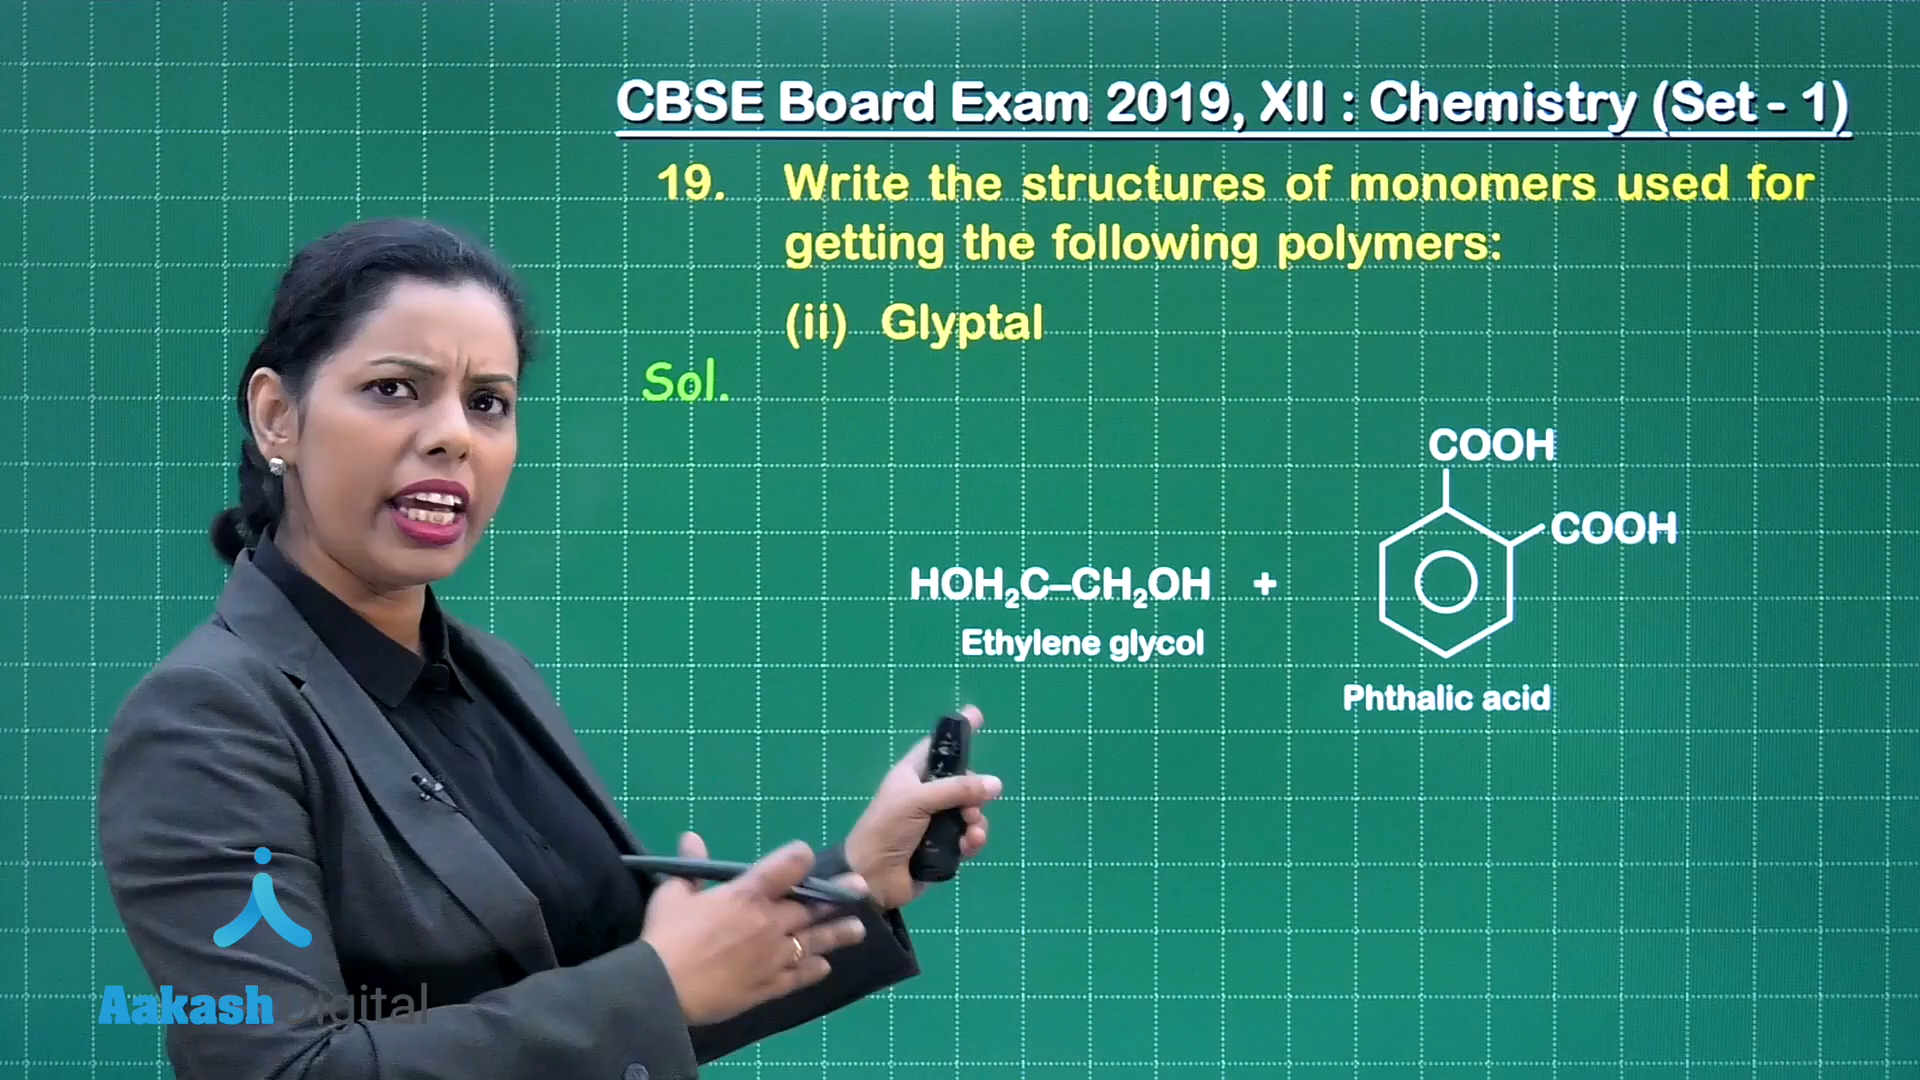 CBSE Board Exam 2019, XII : Chemistry (Set - 1)
19. Write the structures of monomers used for
getting the following polymers:
(ii) Glyptal
Sol.
COOH
COOH
HOH₂C–CH₂OH +
Ethylene glycol
Phthalic acid
Aakash Digital